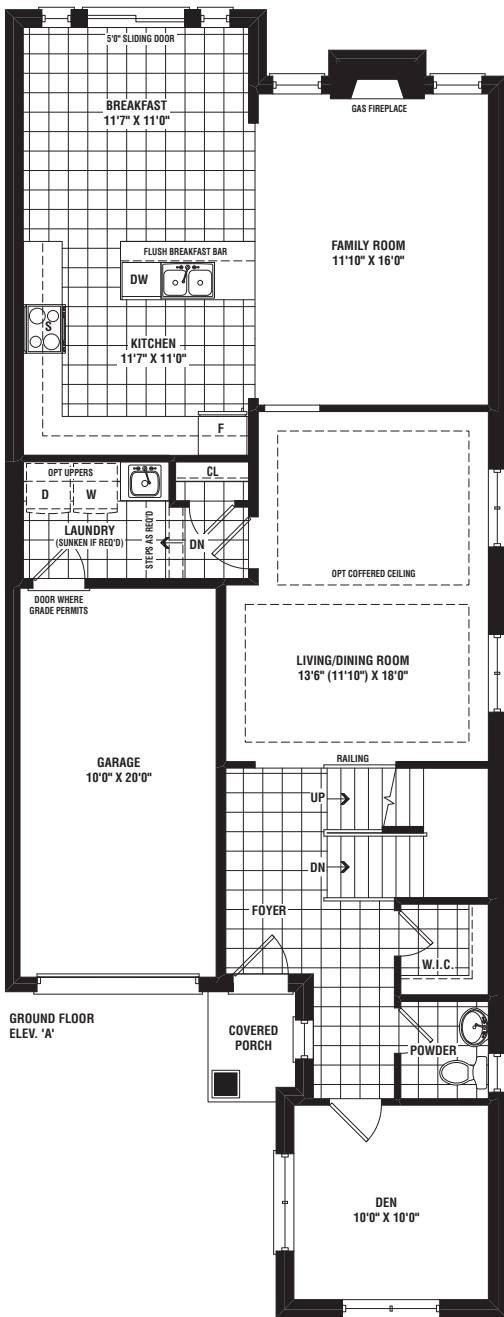 5'0" SLIDING DOOR
BREAKFAST
11'7" X 11'0"
GAS FIREPLACE
FLUSH BREAKFAST BAR
DW
FAMILY ROOM
11'10" X 16'0"
S
KITCHEN
11'7" X 11'0"
F
OPT UPPERS
D
W
CL
LAUNDRY
(SUNKEN IF REQ'D)
STEPS AS REQ'D
DN
DOOR WHERE
GRADE PERMITS
OPT COFFERED CEILING
LIVING/DINING ROOM
13'6" (11'10") X 18'0"
GARAGE
10'0" X 20'0"
RAILING
UP
DN
FOYER
W.I.C.
GROUND FLOOR
ELEV. 'A'
COVERED
PORCH
POWDER
DEN
10'0" X 10'0"